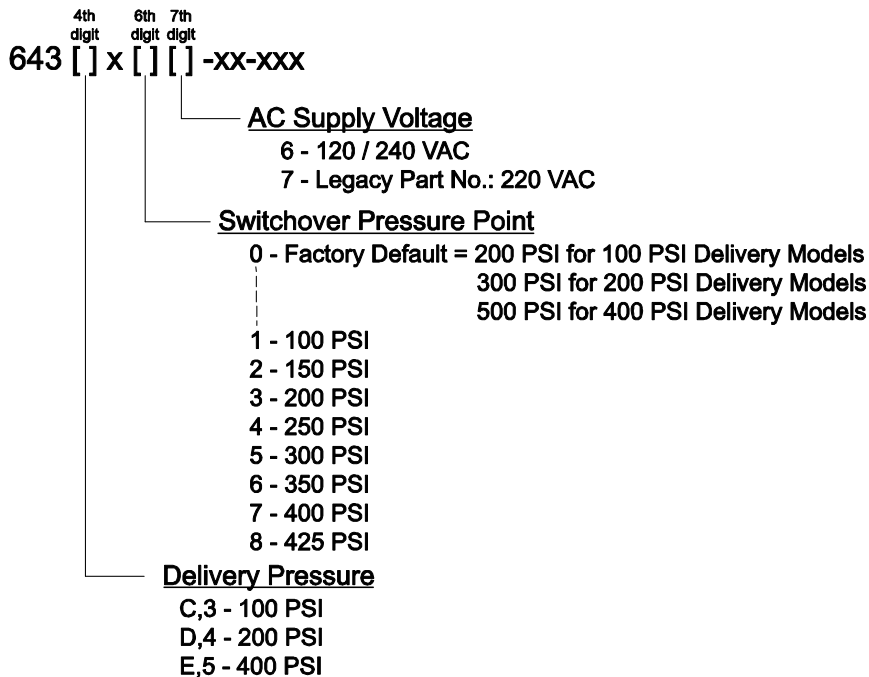 4th 6th 7th
digit digit digit
643 [ ] x [ ] [ ] -xx-xxx
AC Supply Voltage
6 - 120 / 240 VAC
7 - Legacy Part No.: 220 VAC
Switchover Pressure Point
0 - Factory Default = 200 PSI for 100 PSI Delivery Models
300 PSI for 200 PSI Delivery Models
500 PSI for 400 PSI Delivery Models
1 - 100 PSI
2 - 150 PSI
3 - 200 PSI
4 - 250 PSI
5 - 300 PSI
6 - 350 PSI
7 - 400 PSI
8 - 425 PSI
Delivery Pressure
C,3 - 100 PSI
D,4 - 200 PSI
E,5 - 400 PSI